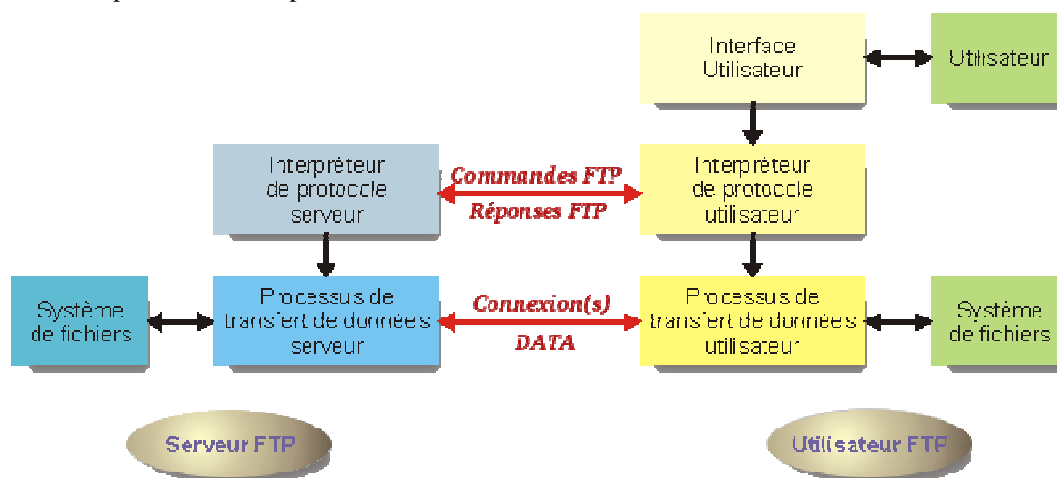 Interface
Utilisateur
Utilisateur
Interpréteur
de protocole
serveur
Commandes FTP
Réponses FTP
Interpréteur
de protocole
utilisateur
Système
de fichiers
Processus de
transfert de données
serveur
Connexion(s)
DATA
Processus de
transfert de données
utilisateur
Système
de fichiers
Serveur FTP
Utilisateur FTP